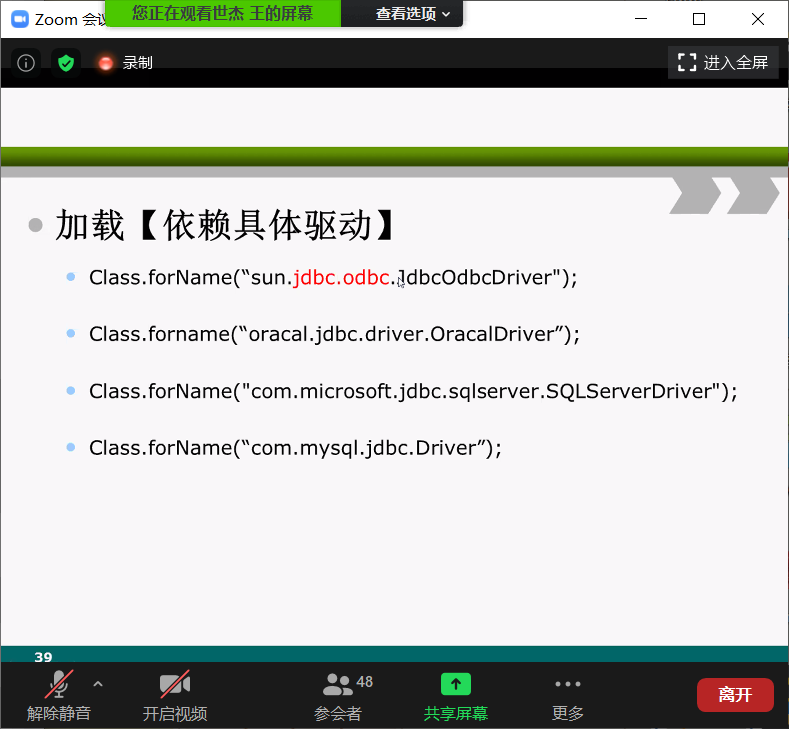 Zoom 会议
您正在观看世杰 王的屏幕
查看选项
录制
进入全屏
加载【依赖具体驱动】
Class.forName(“sun.jdbc.odbc.JdbcOdbcDriver");
Class.forname(“oracal.jdbc.driver.OracalDriver”);
Class.forName("com.microsoft.jdbc.sqlserver.SQLServerDriver");
Class.forName(“com.mysql.jdbc.Driver”);
39
48
解除静音
开启视频
参会者
共享屏幕
更多
离开